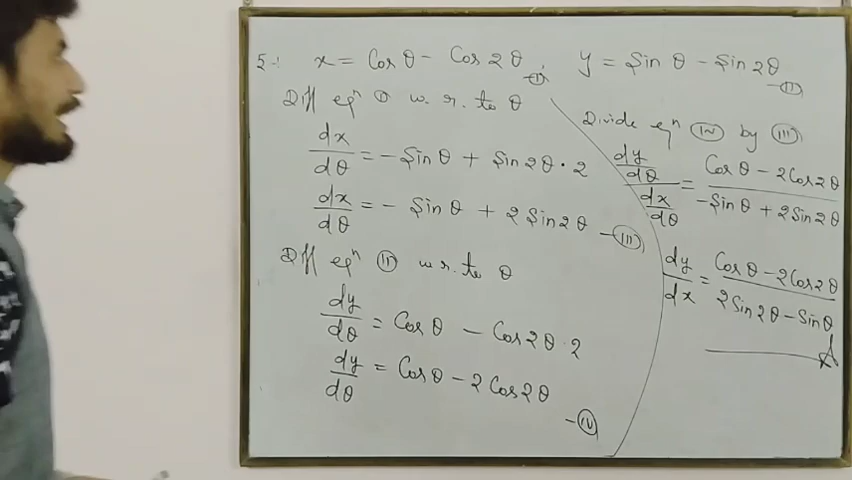 5.: x = Cos θ - Cos 2θ -(i) ; y = Sin θ - Sin 2θ -(ii)
Diff eqⁿ (i) w.r. to θ
dx/dθ = - Sin θ + Sin 2θ · 2
dx/dθ = - Sin θ + 2 Sin 2θ -(iii)
Diff eqⁿ (ii) w.r. to θ
dy/dθ = Cos θ - Cos 2θ · 2
dy/dθ = Cos θ - 2 Cos 2θ -(iv)
Divide eqⁿ (iv) by (iii)
(dy/dθ)/(dx/dθ) = (Cos θ - 2 Cos 2θ)/(- Sin θ + 2 Sin 2θ)
dy/dx = (Cos θ - 2 Cos 2θ)/(2 Sin 2θ - Sin θ)